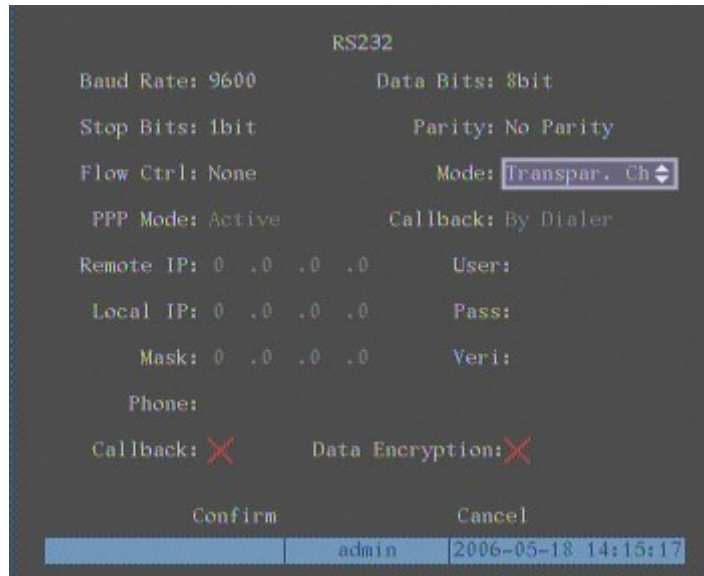 RS232
Baud Rate: 9600 Data Bits: 8bit
Stop Bits: 1bit Parity: No Parity
Flow Ctrl: None Mode: Transpar. Ch
PPP Mode: Active Callback: By Dialer
Remote IP: 0 .0 .0 .0 User:
Local IP: 0 .0 .0 .0 Pass:
Mask: 0 .0 .0 .0 Veri:
Phone:
Callback: Data Encryption:
Confirm Cancel
admin 2006-05-18 14:15:17